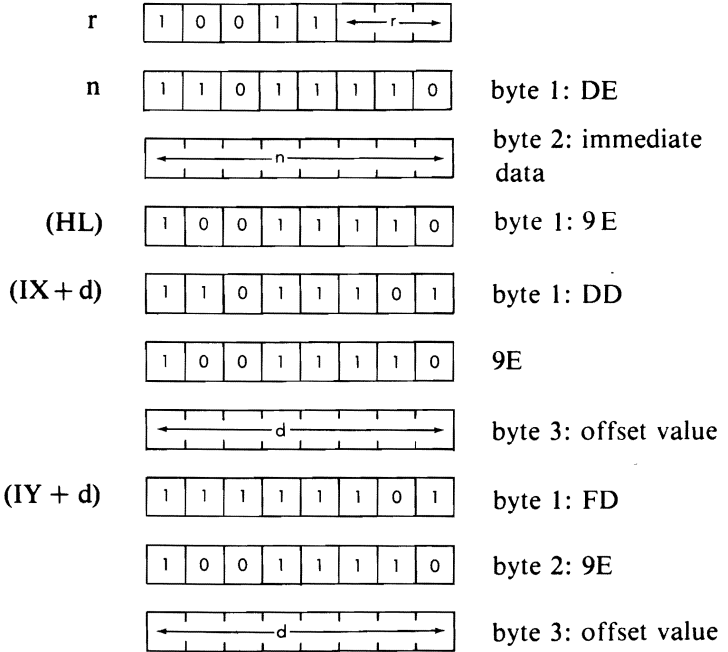 r 1 0 0 1 1 r
n 1 1 0 1 1 1 1 0 byte 1: DE
n byte 2: immediate
data
(HL) 1 0 0 1 1 1 1 0 byte 1: 9E
(IX + d) 1 1 0 1 1 1 0 1 byte 1: DD
1 0 0 1 1 1 1 0 9E
d byte 3: offset value
(IY + d) 1 1 1 1 1 1 0 1 byte 1: FD
1 0 0 1 1 1 1 0 byte 2: 9E
d byte 3: offset value